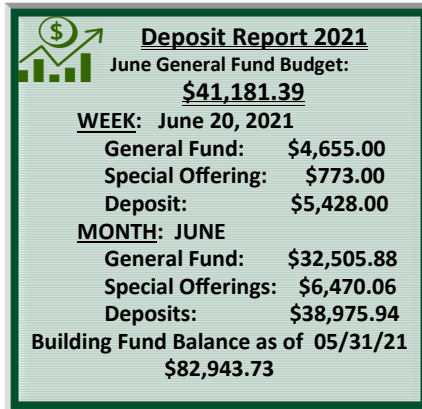 $
Deposit Report 2021
June General Fund Budget:
$41,181.39
WEEK: June 20, 2021
General Fund: $4,655.00
Special Offering: $773.00
Deposit: $5,428.00
MONTH: JUNE
General Fund: $32,505.88
Special Offerings: $6,470.06
Deposits: $38,975.94
Building Fund Balance as of 05/31/21
$82,943.73